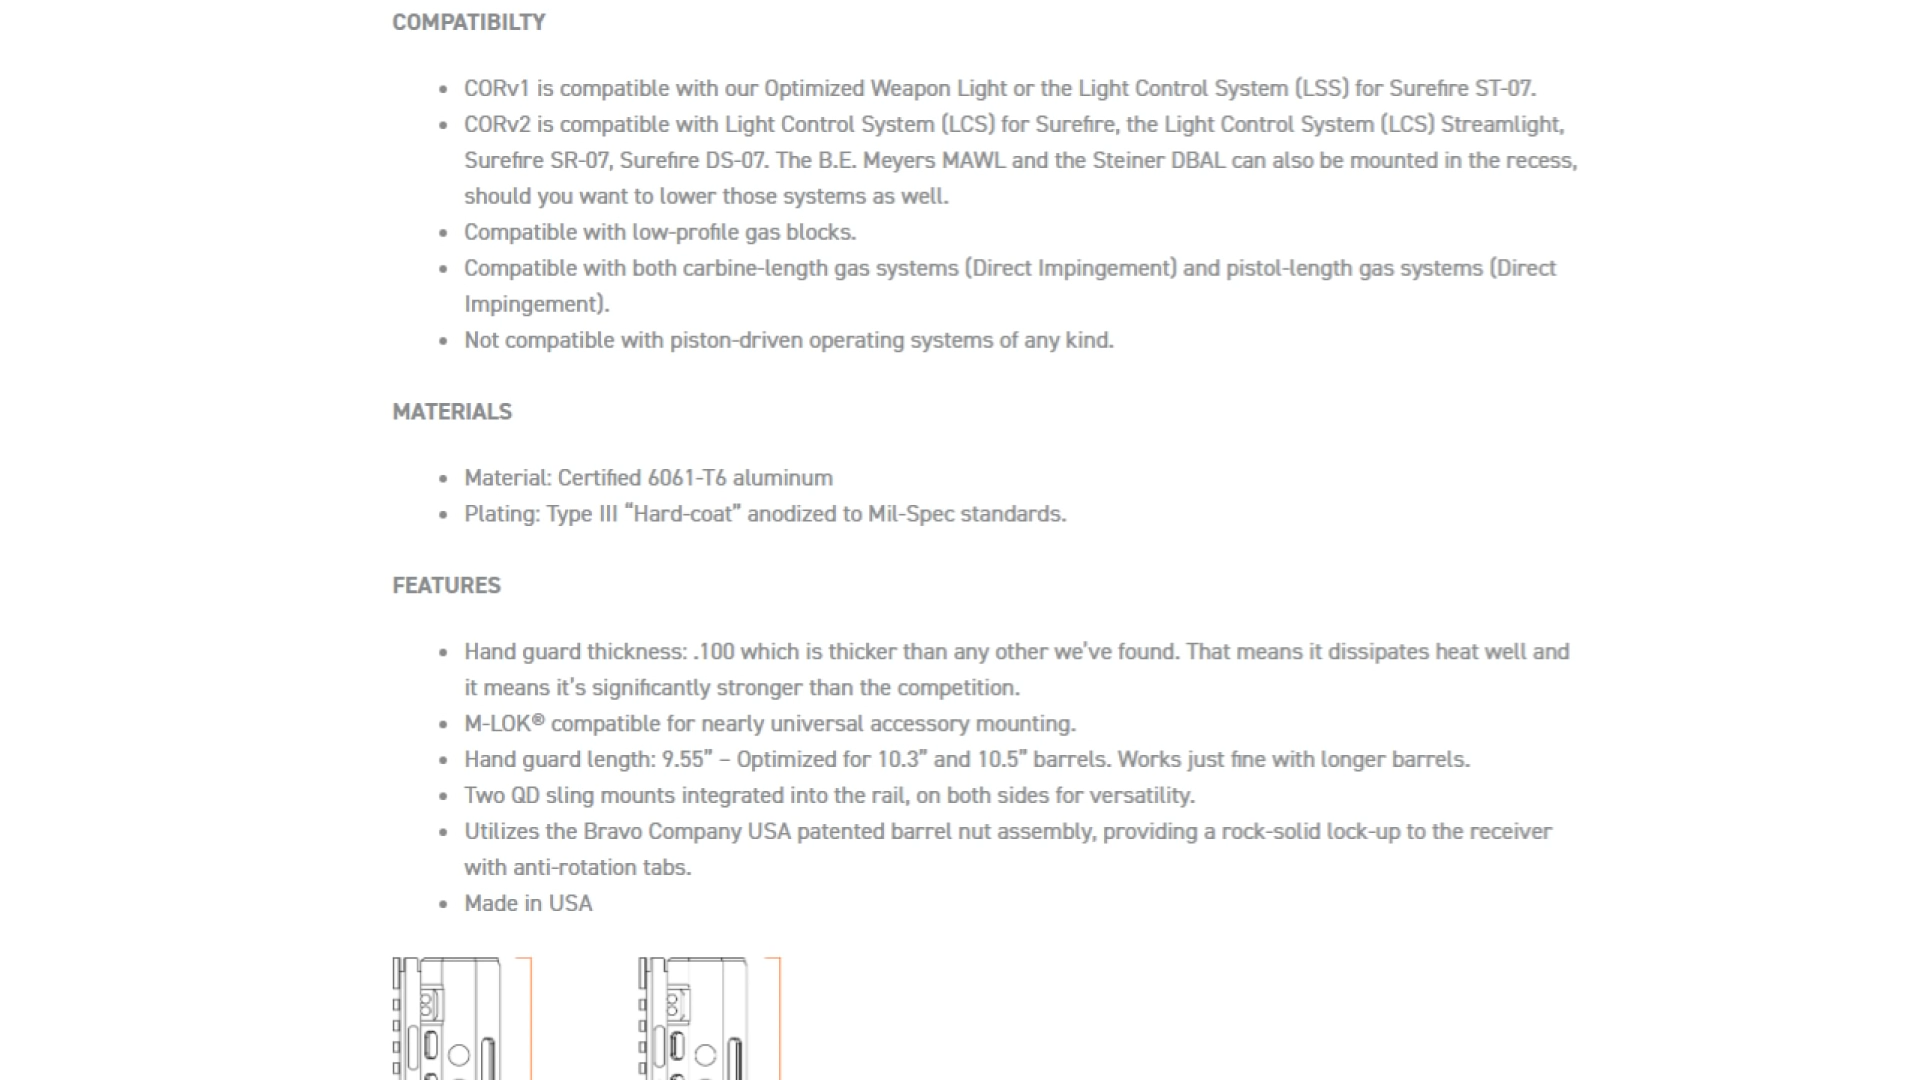 COMPATIBILTY
• CORv1 is compatible with our Optimized Weapon Light or the Light Control System (LSS) for Surefire ST-07.
• CORv2 is compatible with Light Control System (LCS) for Surefire, the Light Control System (LCS) Streamlight,
Surefire SR-07, Surefire DS-07. The B.E. Meyers MAWL and the Steiner DBAL can also be mounted in the recess,
should you want to lower those systems as well.
• Compatible with low-profile gas blocks.
• Compatible with both carbine-length gas systems (Direct Impingement) and pistol-length gas systems (Direct
Impingement).
• Not compatible with piston-driven operating systems of any kind.
MATERIALS
• Material: Certified 6061-T6 aluminum
• Plating: Type III “Hard-coat” anodized to Mil-Spec standards.
FEATURES
• Hand guard thickness: .100 which is thicker than any other we’ve found. That means it dissipates heat well and
it means it’s significantly stronger than the competition.
• M-LOK® compatible for nearly universal accessory mounting.
• Hand guard length: 9.55” – Optimized for 10.3” and 10.5” barrels. Works just fine with longer barrels.
• Two QD sling mounts integrated into the rail, on both sides for versatility.
• Utilizes the Bravo Company USA patented barrel nut assembly, providing a rock-solid lock-up to the receiver
with anti-rotation tabs.
• Made in USA